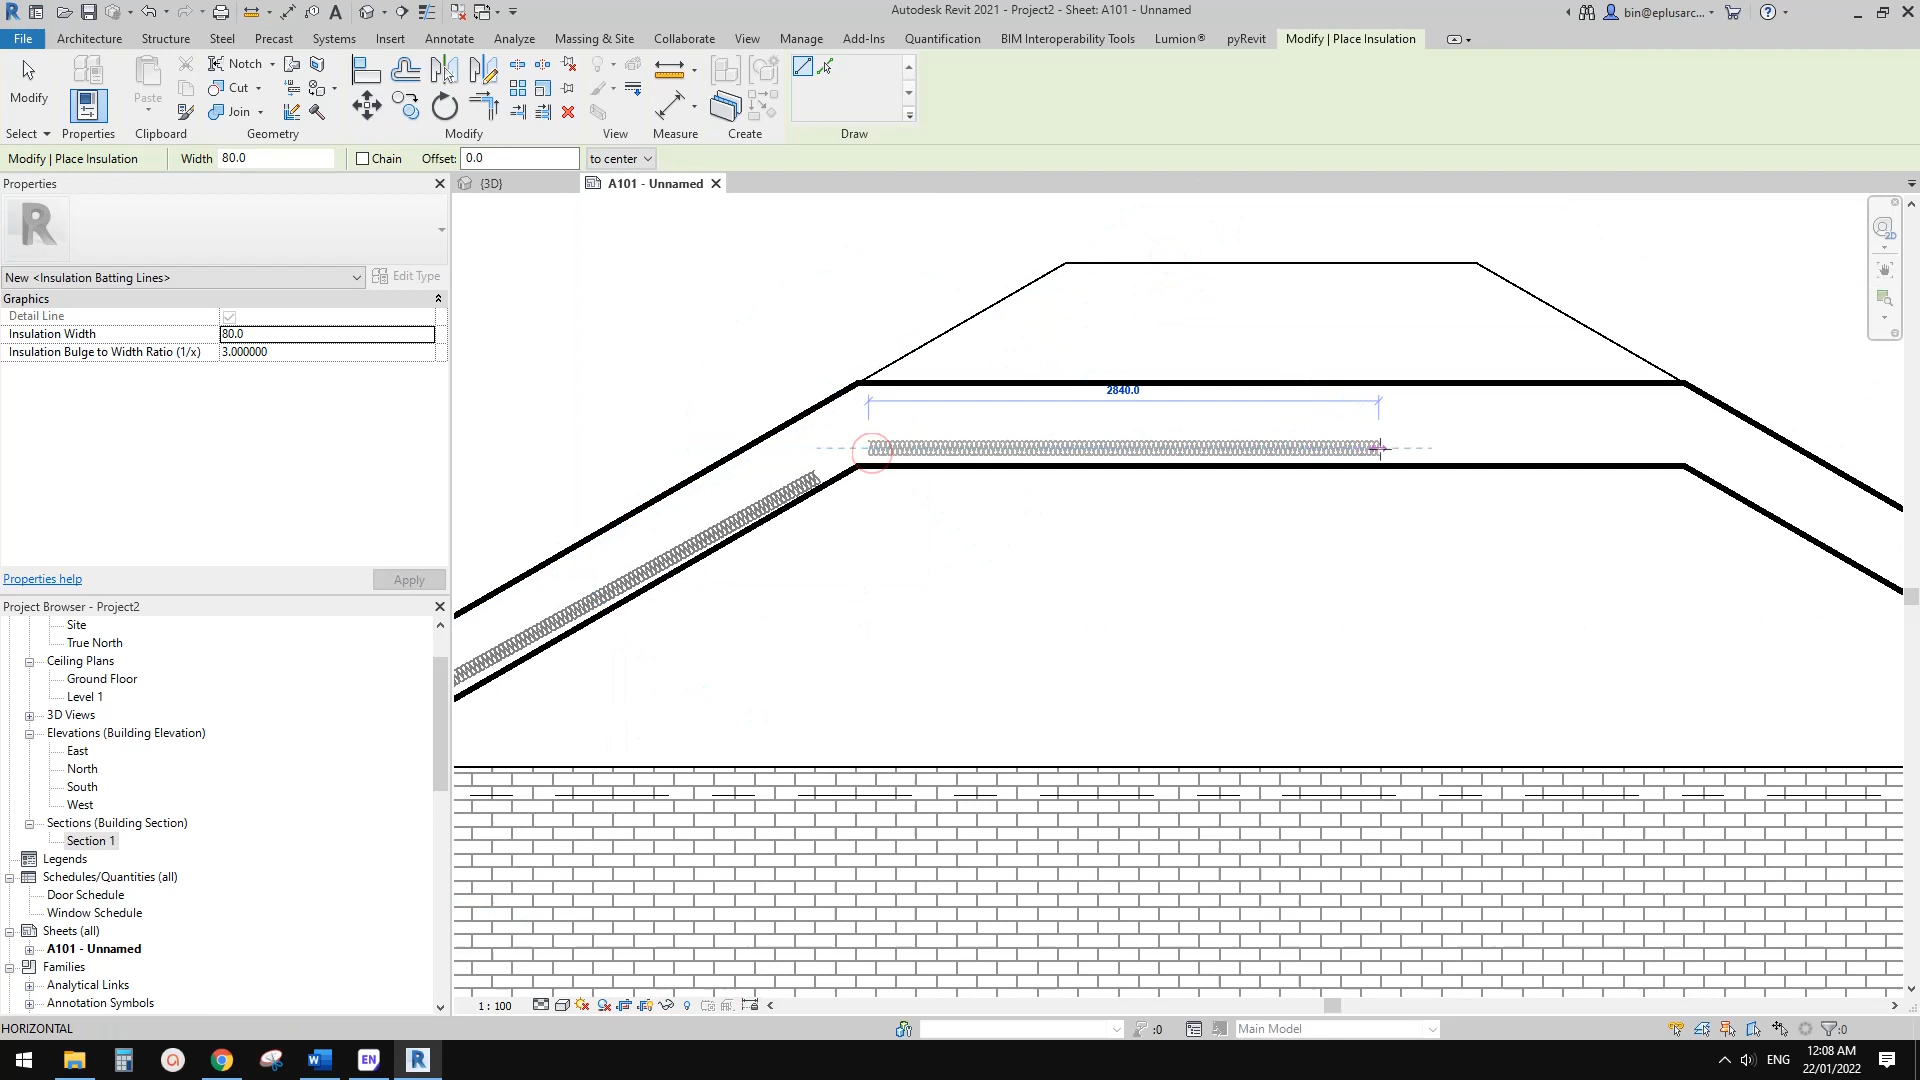 Autodesk Revit 2021 - Project2 - Sheet: A101 - Unnamed
bin@eplusarc...
File Architecture Structure Steel Precast Systems Insert Annotate Analyze Massing & Site Collaborate View Manage Add-Ins Quantification BIM Interoperability Tools Lumion® pyRevit Modify | Place Insulation
Modify
Paste
Notch
Cut
Join
Select Properties Clipboard Geometry Modify View Measure Create Draw
Modify | Place Insulation Width 80.0 Chain Offset: 0.0 to center
Properties
{3D}
A101 - Unnamed
2D
New <Insulation Batting Lines>
Edit Type
Graphics
Detail Line
Insulation Width 80.0
Insulation Bulge to Width Ratio (1/x) 3.000000
2840.0
Properties help
Apply
Project Browser - Project2
Site
True North
Ceiling Plans
Ground Floor
Level 1
3D Views
Elevations (Building Elevation)
East
North
South
West
Sections (Building Section)
Section 1
Legends
Schedules/Quantities (all)
Door Schedule
Window Schedule
Sheets (all)
A101 - Unnamed
Families
Analytical Links
Annotation Symbols
1 : 100
HORIZONTAL
:0
Main Model
:0
EN
ENG
12:08 AM
22/01/2022